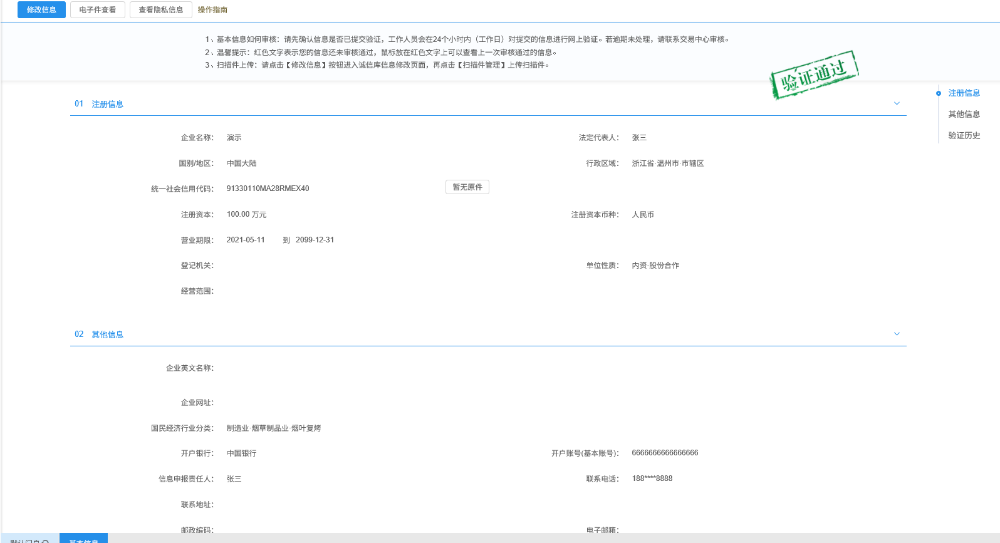 修改信息 电子件查看 查看隐私信息 操作指南
1、基本信息如何审核：请先确认信息是否已提交验证，工作人员会在24个小时内（工作日）对提交的信息进行网上验证。若逾期未处理，请联系交易中心审核。
2、温馨提示：红色文字表示您的信息还未审核通过，鼠标放在红色文字上可以查看上一次审核通过的信息。
3、扫描件上传：请点击【修改信息】按钮进入诚信库信息修改页面，再点击【扫描件管理】上传扫描件。
验证通过
注册信息
其他信息
验证历史
01 注册信息
企业名称： 演示 法定代表人： 张三
国别/地区： 中国大陆 行政区域： 浙江省·温州市·市辖区
统一社会信用代码： 91330110MA28RMEX40 暂无原件
注册资本： 100.00 万元 注册资本币种： 人民币
营业期限： 2021-05-11 到 2099-12-31
登记机关： 单位性质： 内资·股份合作
经营范围：
02 其他信息
企业英文名称：
企业网址：
国民经济行业分类： 制造业·烟草制品业·烟叶复烤
开户银行： 中国银行 开户账号(基本账号)： 6666666666666666
信息申报责任人： 张三 联系电话： 188****8888
联系地址：
邮政编码： 电子邮箱：
默认门户 基本信息